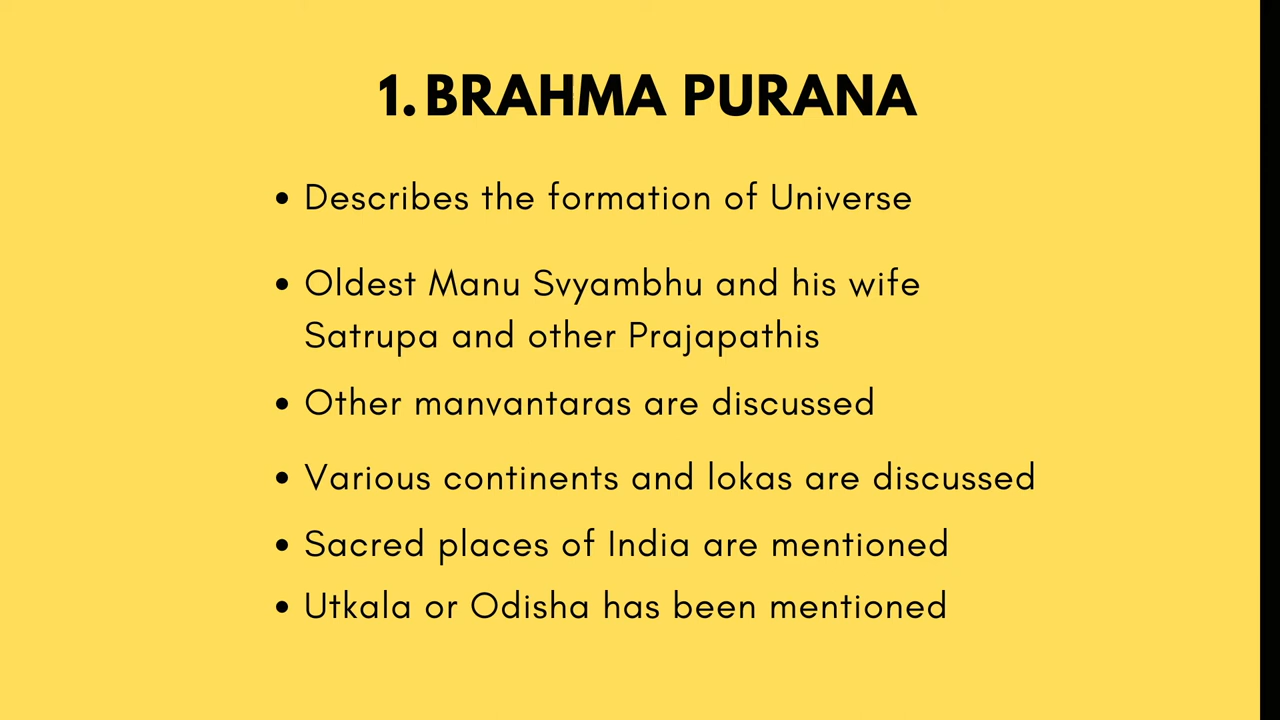 1. BRAHMA PURANA
• Describes the formation of Universe
• Oldest Manu Svyambhu and his wife
Satrupa and other Prajapathis
• Other manvantaras are discussed
• Various continents and lokas are discussed
• Sacred places of India are mentioned
• Utkala or Odisha has been mentioned